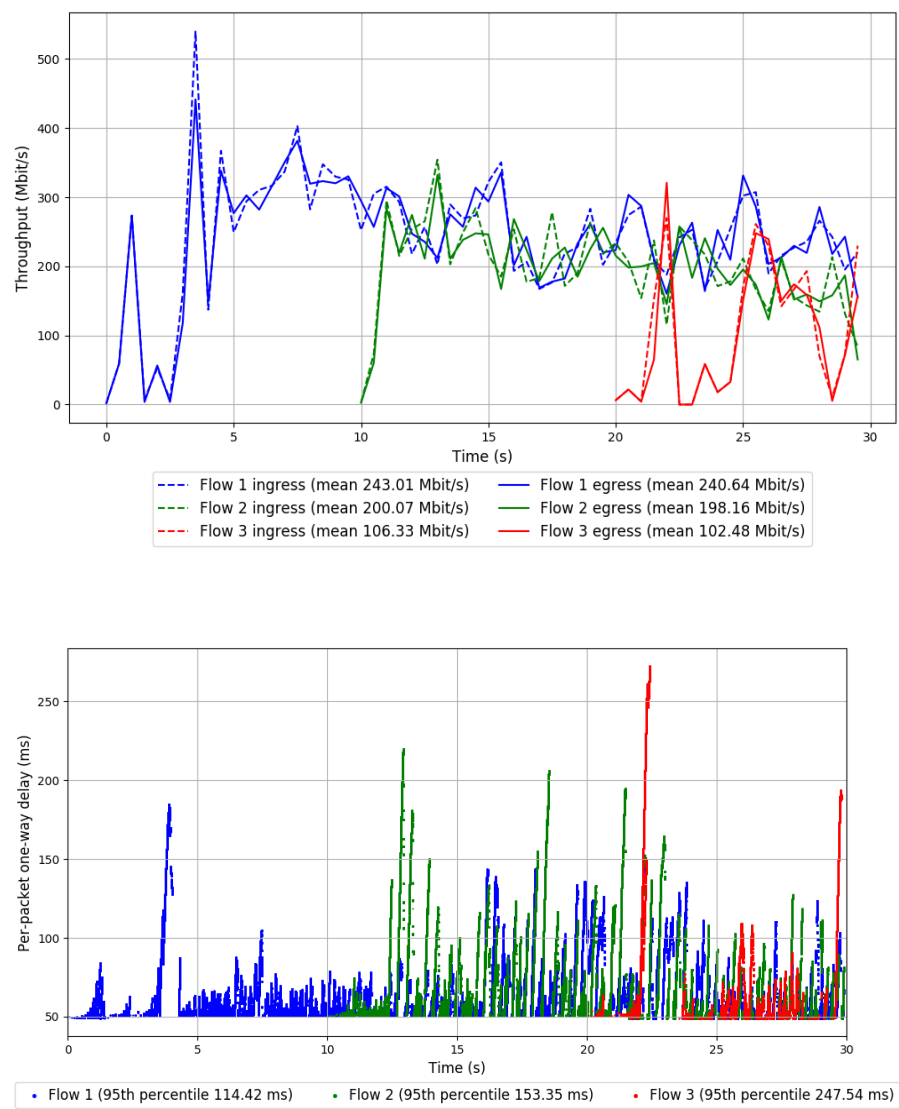 500
400
300
200
100
0
Throughput (Mbit/s)
0 5 10 15 20 25 30
Time (s)
Flow 1 ingress (mean 243.01 Mbit/s) Flow 1 egress (mean 240.64 Mbit/s)
Flow 2 ingress (mean 200.07 Mbit/s) Flow 2 egress (mean 198.16 Mbit/s)
Flow 3 ingress (mean 106.33 Mbit/s) Flow 3 egress (mean 102.48 Mbit/s)
250
200
150
100
50
Per-packet one-way delay (ms)
0 5 10 15 20 25 30
Time (s)
Flow 1 (95th percentile 114.42 ms) Flow 2 (95th percentile 153.35 ms) Flow 3 (95th percentile 247.54 ms)